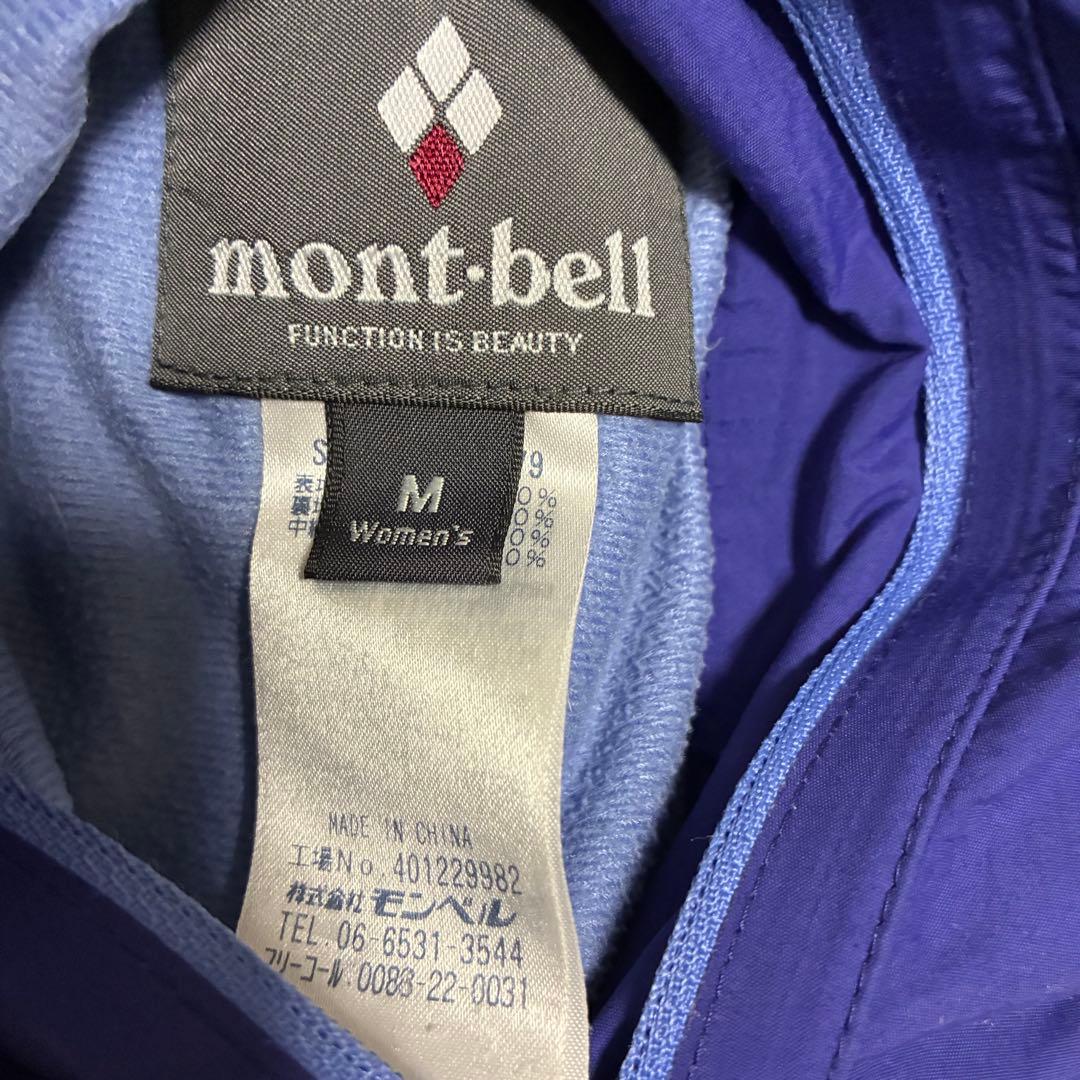 mont·bell
FUNCTION IS BEAUTY
M
Women's
MADE IN CHINA
工場No. 401229982
株式会社 モンベル
TEL. 06-6531-3544
フリーコール.0088-22-0031